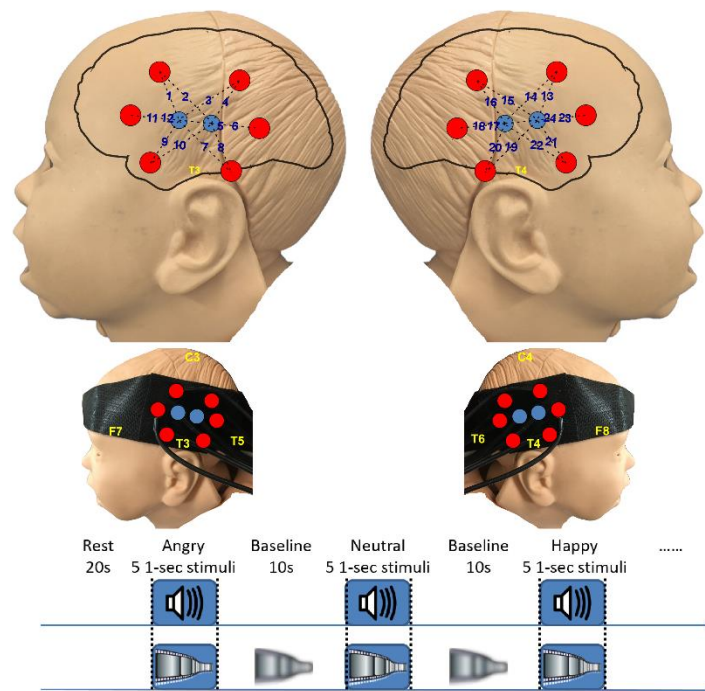 1 2 3 4
11 12 5 6
9 10 7 8
T3
16 15 14 13
18 17 24 23
20 19 22 21
T4
C3
F7 T3 T5
C4
T6 T4 F8
Rest Angry Baseline Neutral Baseline Happy ......
20s 5 1-sec stimuli 10s 5 1-sec stimuli 10s 5 1-sec stimuli